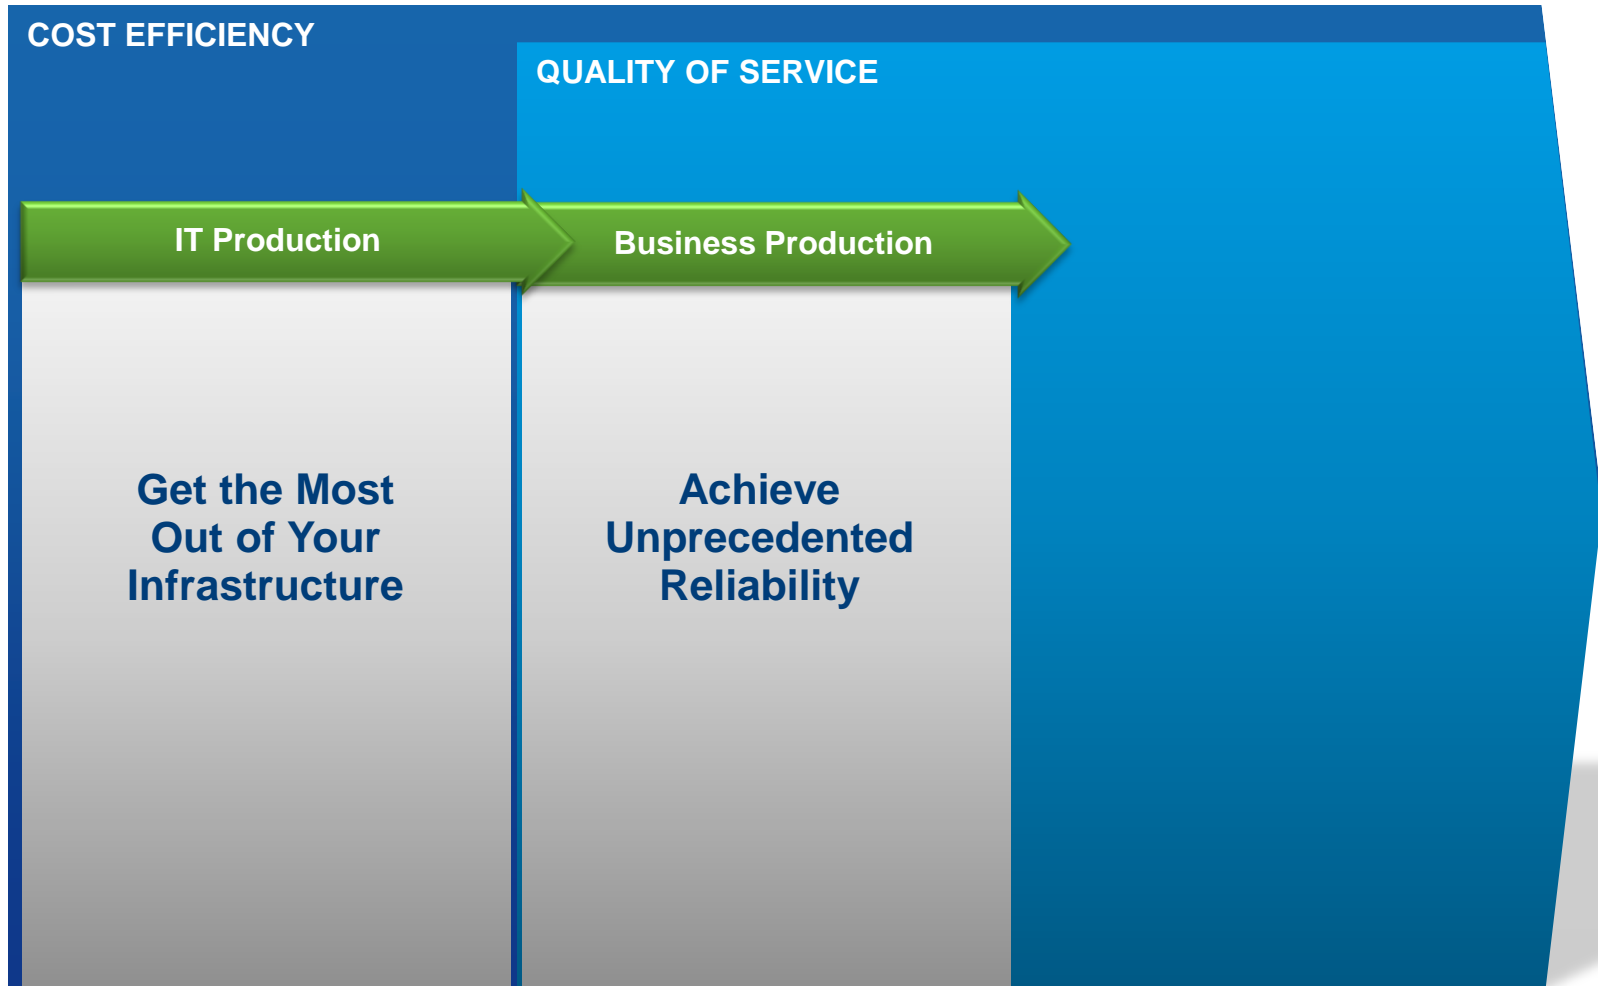 COST EFFICIENCY
QUALITY OF SERVICE
IT Production
Business Production
Get the Most
Out of Your
Infrastructure
Achieve
Unprecedented
Reliability